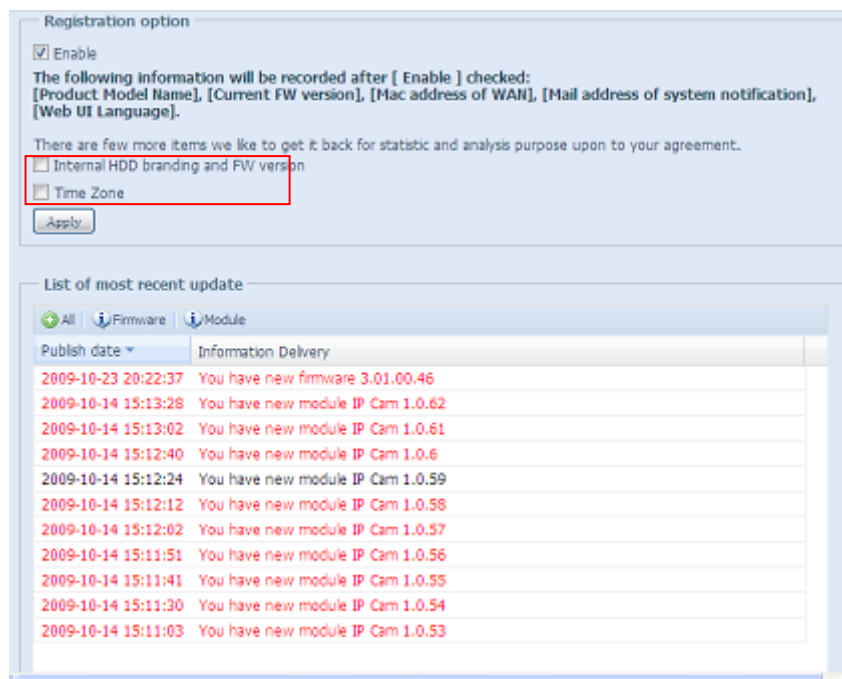 Registration option
Enable
The following information will be recorded after [ Enable ] checked:
[Product Model Name], [Current FW version], [Mac address of WAN], [Mail address of system notification],
[Web UI Language].
There are few more items we like to get it back for statistic and analysis purpose upon to your agreement.
Internal HDD branding and FW version
Time Zone
Apply
List of most recent update
All Firmware Module
Publish date Information Delivery
2009-10-23 20:22:37 You have new firmware 3.01.00.46
2009-10-14 15:13:28 You have new module IP Cam 1.0.62
2009-10-14 15:13:02 You have new module IP Cam 1.0.61
2009-10-14 15:12:40 You have new module IP Cam 1.0.6
2009-10-14 15:12:24 You have new module IP Cam 1.0.59
2009-10-14 15:12:12 You have new module IP Cam 1.0.58
2009-10-14 15:12:02 You have new module IP Cam 1.0.57
2009-10-14 15:11:51 You have new module IP Cam 1.0.56
2009-10-14 15:11:41 You have new module IP Cam 1.0.55
2009-10-14 15:11:30 You have new module IP Cam 1.0.54
2009-10-14 15:11:03 You have new module IP Cam 1.0.53